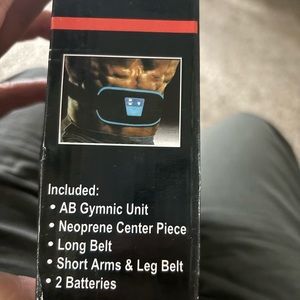 Included:
• AB Gymnic Unit
• Neoprene Center Piece
• Long Belt
• Short Arms & Leg Belt
• 2 Batteries